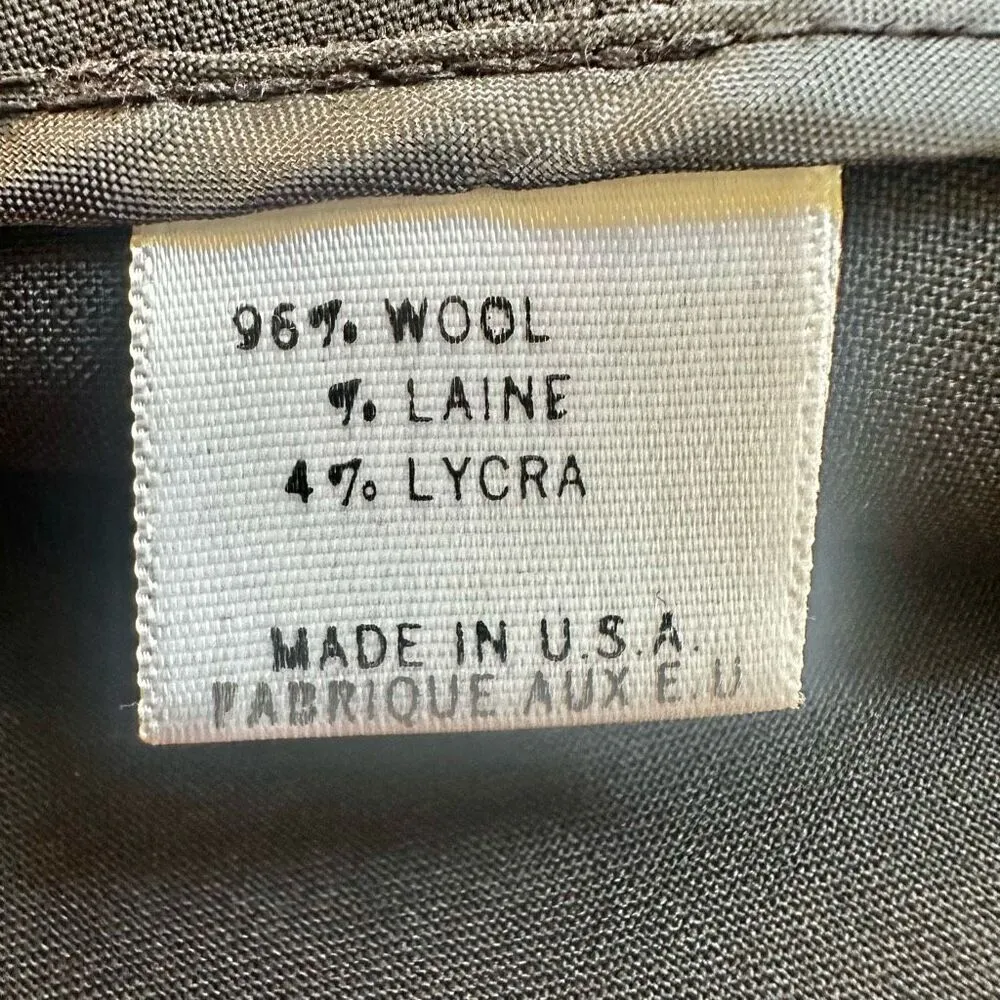 96% WOOL
% LAINE
4% LYCRA
MADE IN U.S.A.
FABRIQUE AUX E.U